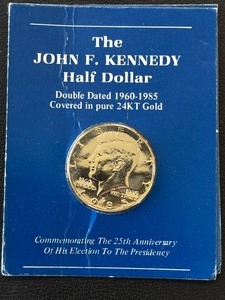 The
JOHN F. KENNEDY
Half Dollar
Double Dated 1960-1985
Covered in pure 24KT Gold
Commemorating The 25th Anniversary
Of His Election To The Presidency